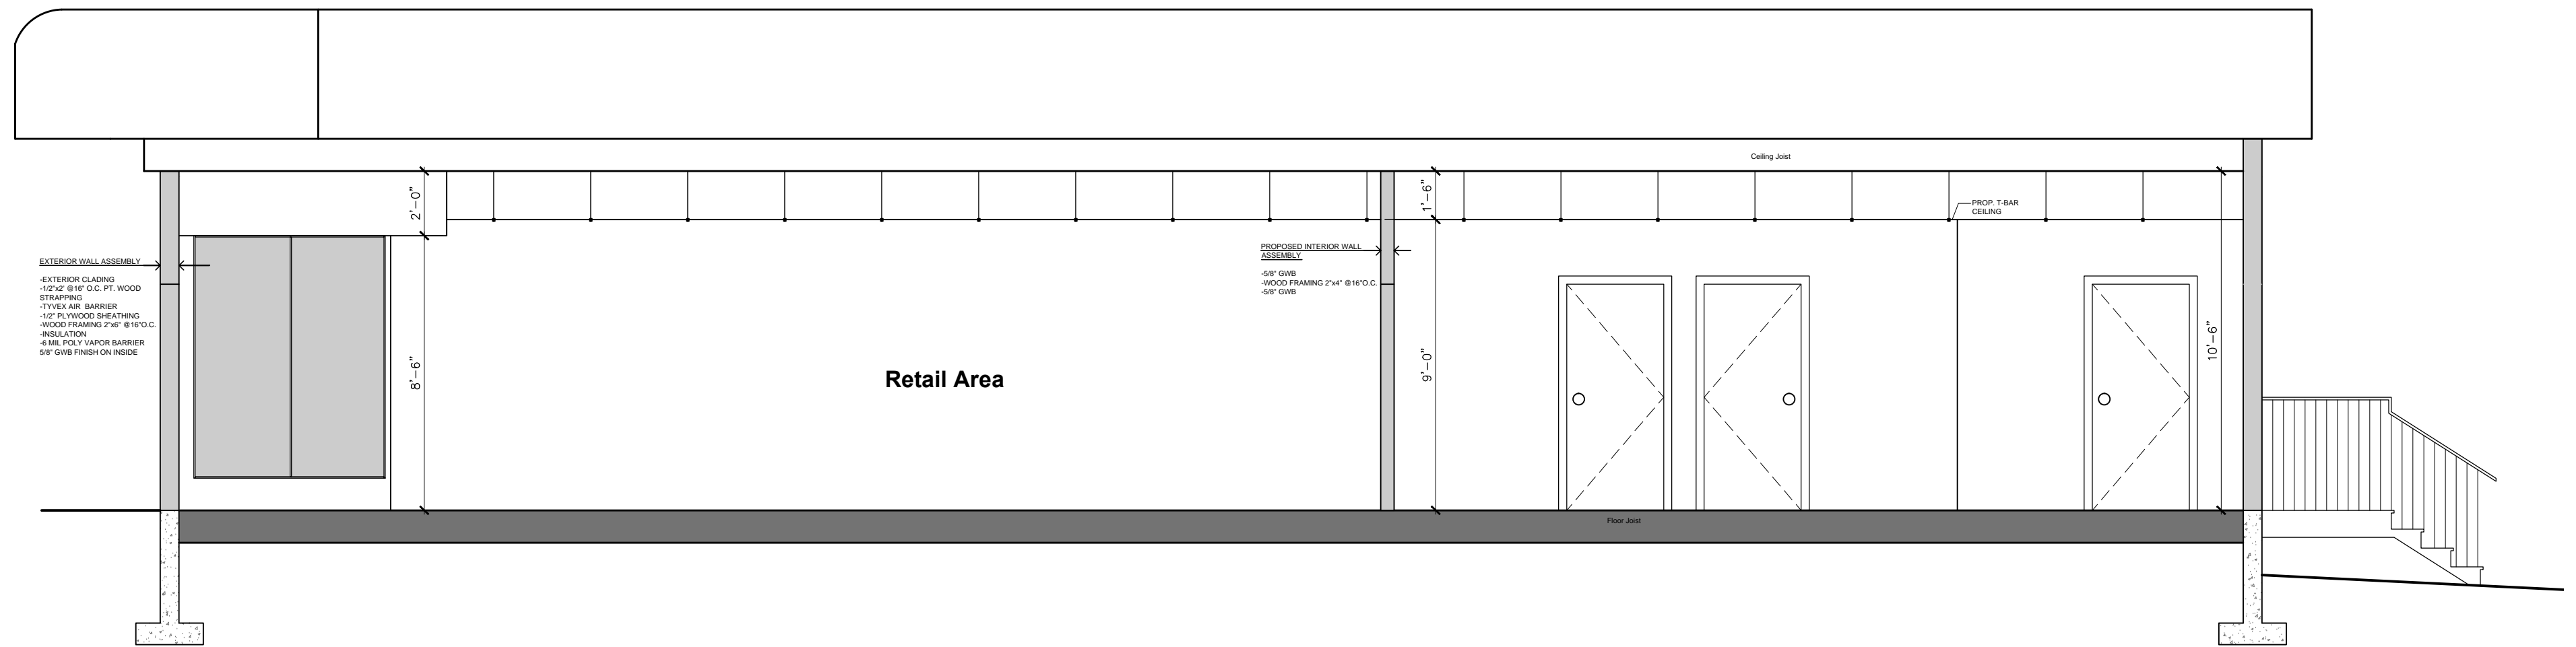 Ceiling Joist
2'-0"
1'-6"
PROP. T-BAR
CEILING
EXTERIOR WALL ASSEMBLY
-EXTERIOR CLADING
-1/2"x2' @16" O.C. PT. WOOD
STRAPPING
-TYVEX AIR BARRIER
-1/2" PLYWOOD SHEATHING
-WOOD FRAMING 2"x6" @16"O.C.
-INSULATION
-6 MIL POLY VAPOR BARRIER
5/8" GWB FINISH ON INSIDE
8'-6"
Retail Area
PROPOSED INTERIOR WALL
ASSEMBLY
-5/8" GWB
-WOOD FRAMING 2"x4" @16"O.C.
-5/8" GWB
9'-0"
10'-6"
Floor Joist